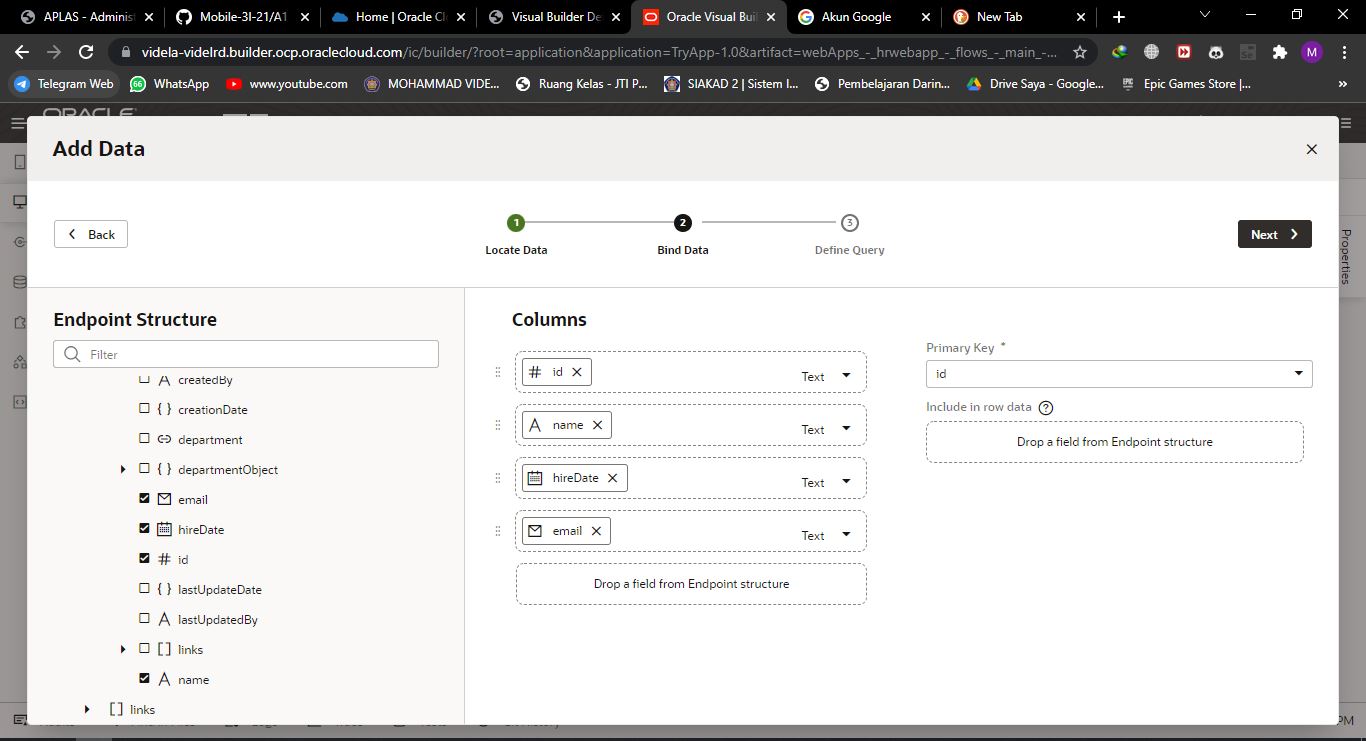 APLAS - Adminis
Mobile-3I-21/A1
Home | Oracle Cl
Visual Builder De
Oracle Visual Buil
Akun Google
New Tab
videla-videlrd.builder.ocp.oraclecloud.com/ic/builder/?root=application&application=TryApp-1.0&artifact=webApps_-_hrwebapp_-_flows_-_main_-...
M
Telegram Web
WhatsApp
www.youtube.com
MOHAMMAD VIDE...
Ruang Kelas - JTI P...
SIAKAD 2 | Sistem I...
Pembelajaran Darin...
Drive Saya - Google...
Epic Games Store |...
ORACLE
Add Data
Back
1
2
3
Locate Data
Bind Data
Define Query
Next
Properties
Endpoint Structure
Filter
createdBy
creationDate
department
departmentObject
email
hireDate
id
lastUpdateDate
lastUpdatedBy
links
name
links
Columns
id
Text
name
Text
hireDate
Text
email
Text
Drop a field from Endpoint structure
Primary Key *
id
Include in row data
Drop a field from Endpoint structure
PM